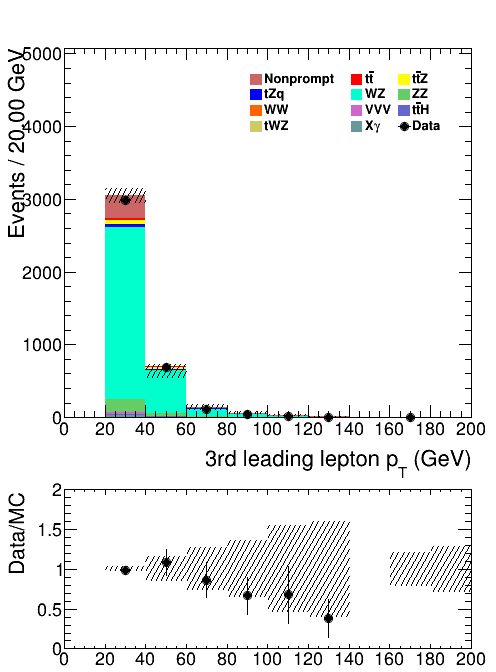 Events / 20.00 GeV
5000
4000
3000
2000
1000
0
Nonprompt tt̄ tt̄Z
tZq WZ ZZ
WW VVV tt̄H
tWZ Xγ Data
0 20 40 60 80 100 120 140 160 180 200
3rd leading lepton p_T (GeV)
Data/MC
2
1.5
1
0.5
0
0 20 40 60 80 100 120 140 160 180 200